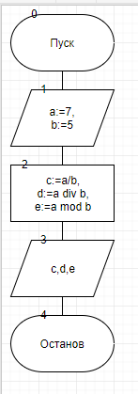 0
Пуск
1
a:=7,
b:=5
2
c:=a/b,
d:=a div b,
e:=a mod b
3
c,d,e
4
Останов